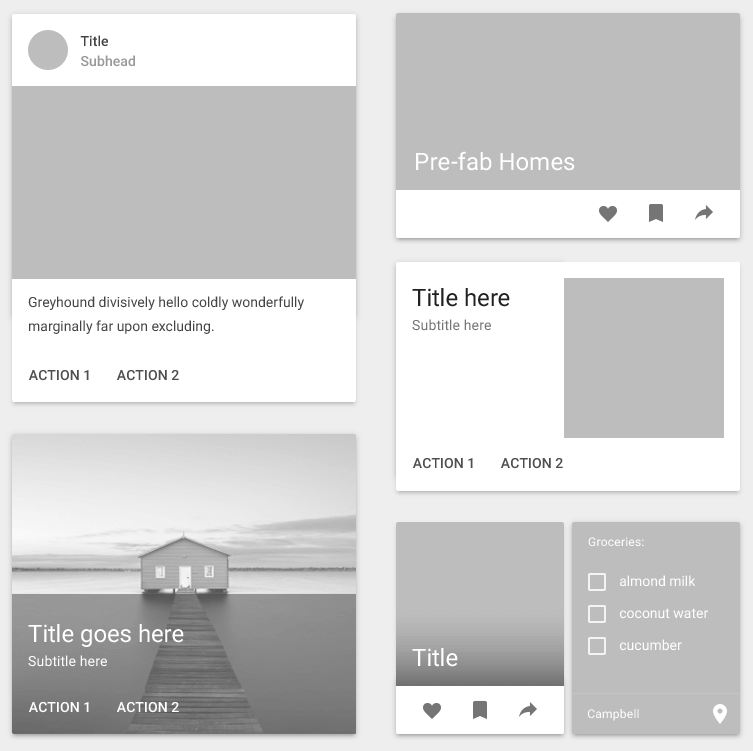 Title
Subhead
Greyhound divisively hello coldly wonderfully
marginally far upon excluding.
ACTION 1 ACTION 2
Title goes here
Subtitle here
ACTION 1 ACTION 2
Pre-fab Homes
Title here
Subtitle here
ACTION 1 ACTION 2
Title
Groceries:
almond milk
coconut water
cucumber
Campbell